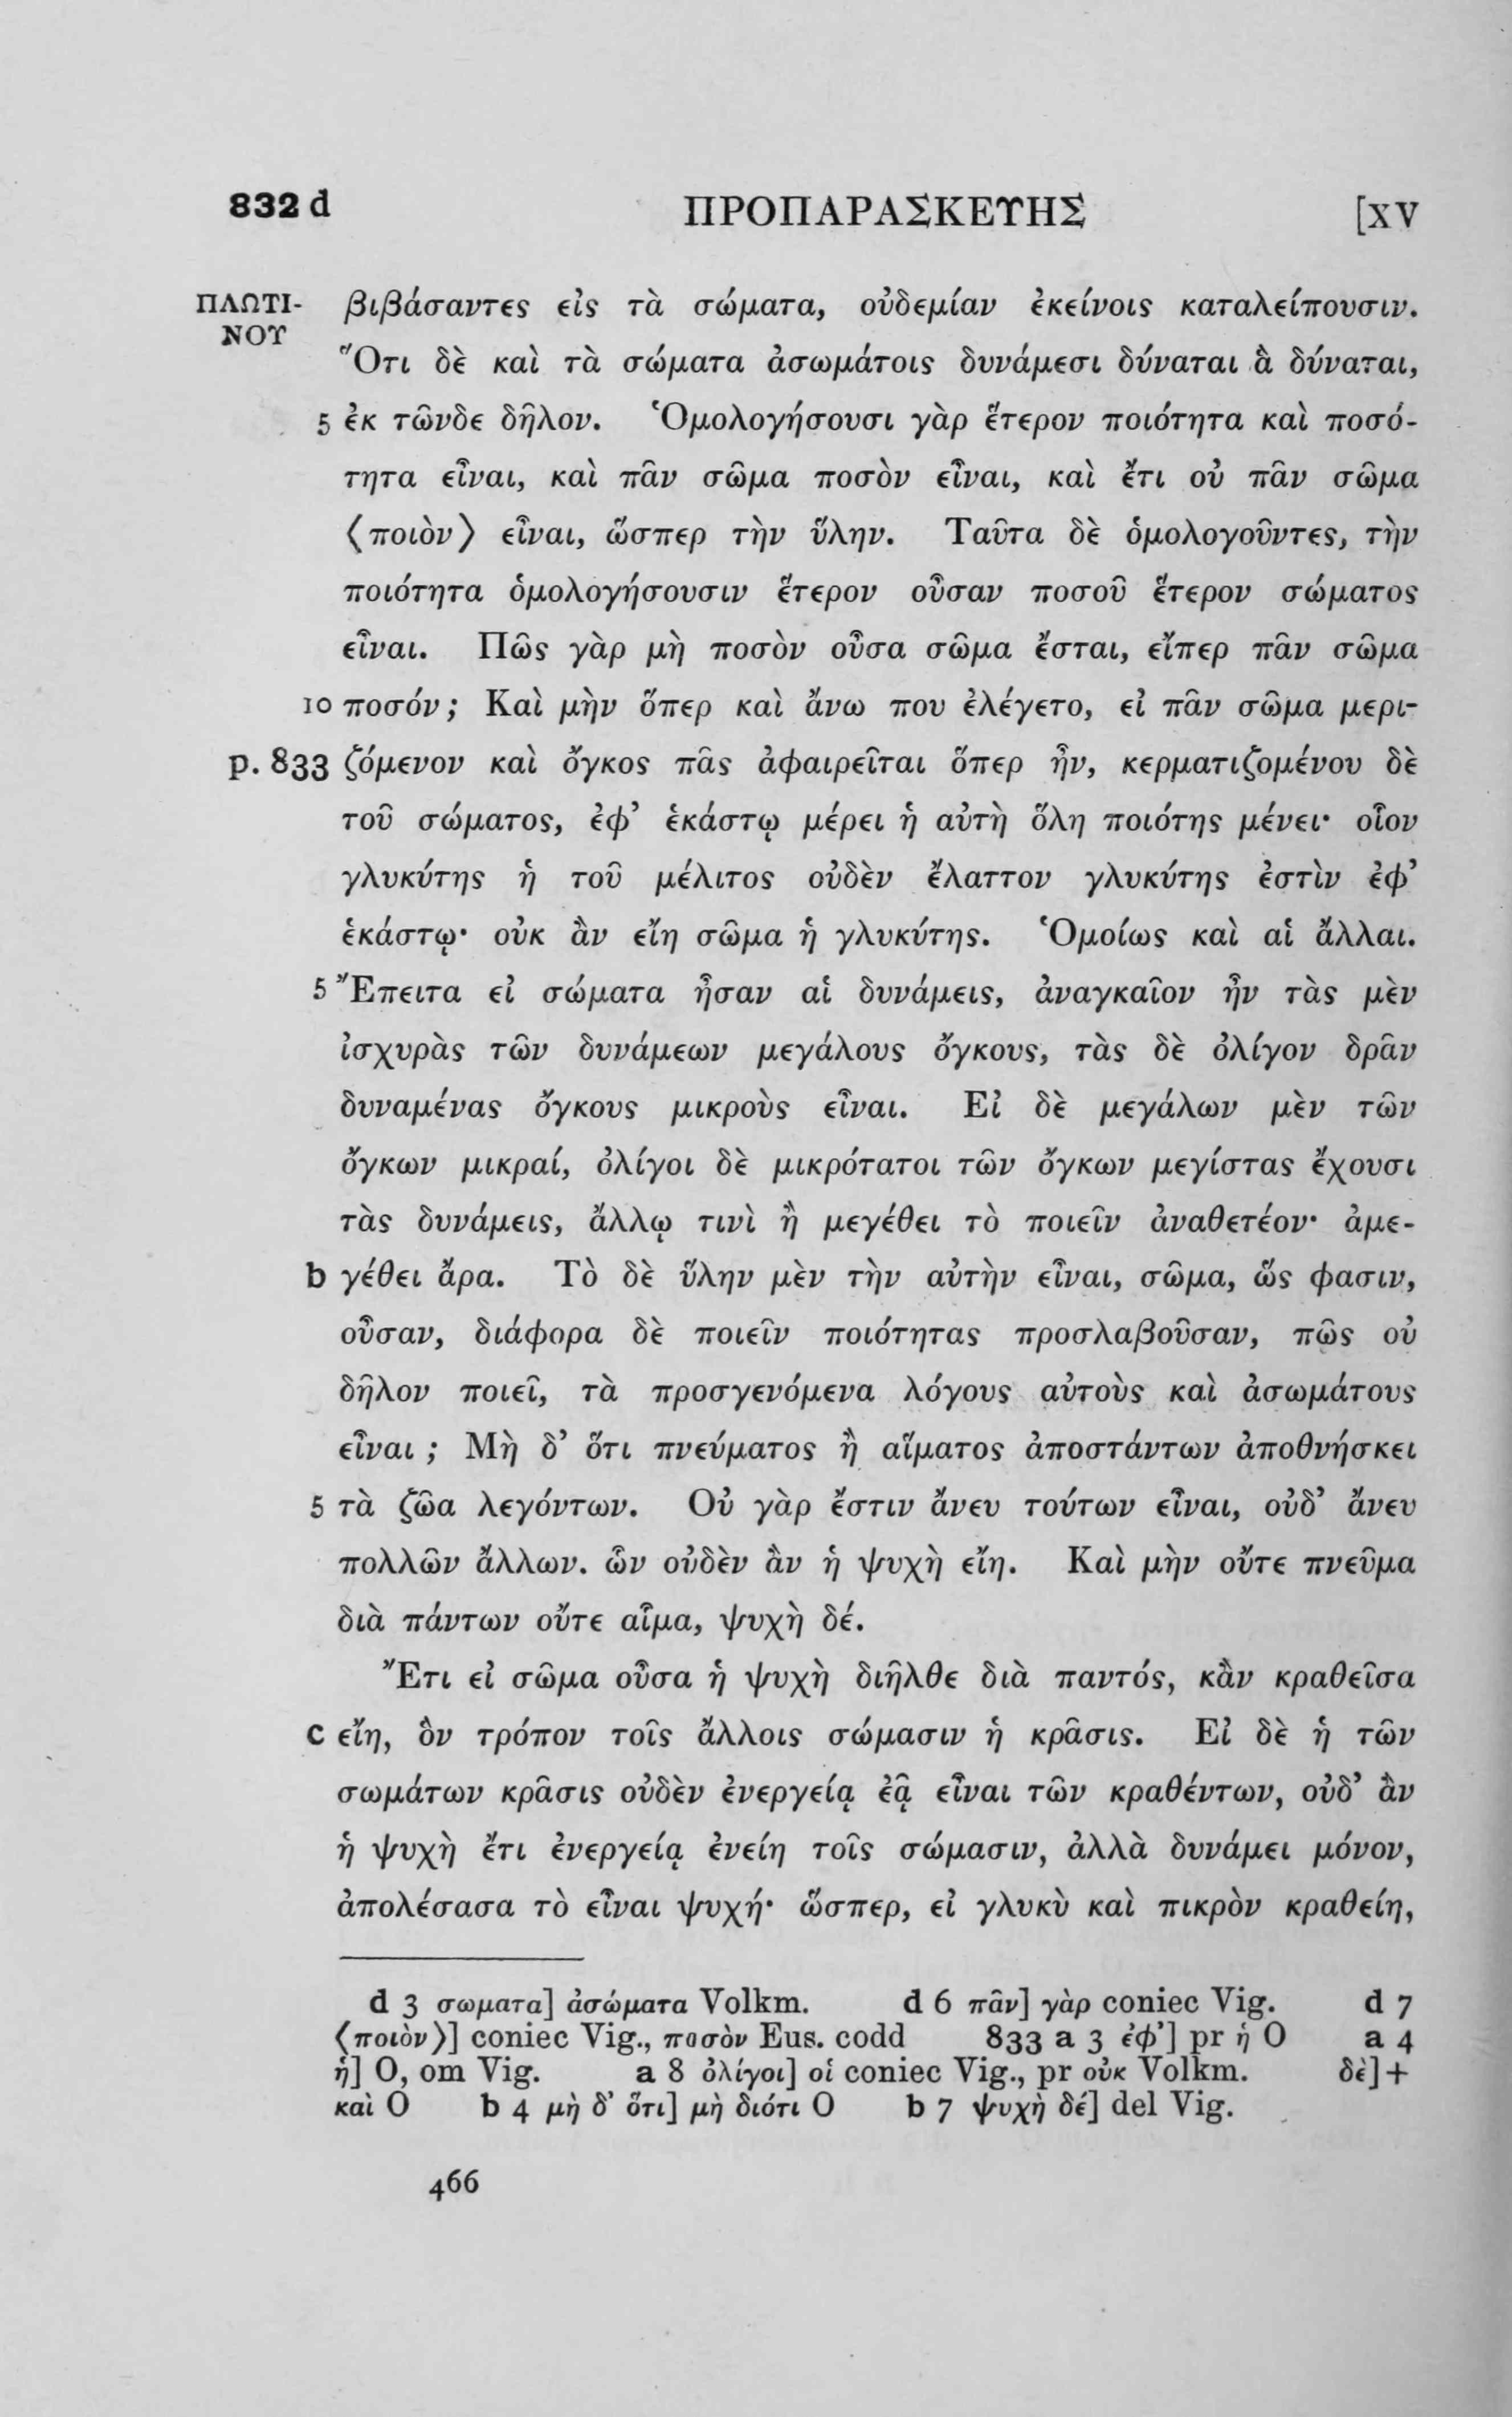 832 d ΠΡΟΠΑΡΑΣΚΕΥΗΣ [XV
ΠΛΩΤΙ- βιβάσαντες εἰς τὰ σώματα, οὐδεμίαν ἐκείνοις καταλείπουσιν.
ΝΟΥ
Ὅτι δὲ καὶ τὰ σώματα ἀσωμάτοις δυνάμεσι δύναται ἃ δύναται,
5 ἐκ τῶνδε δῆλον. Ὁμολογήσουσι γὰρ ἕτερον ποιότητα καὶ ποσό-
τητα εἶναι, καὶ πᾶν σῶμα ποσὸν εἶναι, καὶ ἔτι οὐ πᾶν σῶμα
⟨ποιὸν⟩ εἶναι, ὥσπερ τὴν ὕλην. Ταῦτα δὲ ὁμολογοῦντες, τὴν
ποιότητα ὁμολογήσουσιν ἕτερον οὖσαν ποσοῦ ἕτερον σώματος
εἶναι. Πῶς γὰρ μὴ ποσὸν οὖσα σῶμα ἔσται, εἴπερ πᾶν σῶμα
10 ποσόν; Καὶ μὴν ὅπερ καὶ ἄνω που ἐλέγετο, εἰ πᾶν σῶμα μερι-
p. 833 ζόμενον καὶ ὄγκος πᾶς ἀφαιρεῖται ὅπερ ἦν, κερματιζομένου δὲ
τοῦ σώματος, ἐφ’ ἑκάστῳ μέρει ἡ αὐτὴ ὅλη ποιότης μένει· οἷον
γλυκύτης ἡ τοῦ μέλιτος οὐδὲν ἔλαττον γλυκύτης ἐστὶν ἐφ’
ἑκάστῳ· οὐκ ἂν εἴη σῶμα ἡ γλυκύτης. Ὁμοίως καὶ αἱ ἄλλαι.
5 Ἔπειτα εἰ σώματα ἦσαν αἱ δυνάμεις, ἀναγκαῖον ἦν τὰς μὲν
ἰσχυρὰς τῶν δυνάμεων μεγάλους ὄγκους, τὰς δὲ ὀλίγον δρᾶν
δυναμένας ὄγκους μικροὺς εἶναι. Εἰ δὲ μεγάλων μὲν τῶν
ὄγκων μικραί, ὀλίγοι δὲ μικρότατοι τῶν ὄγκων μεγίστας ἔχουσι
τὰς δυνάμεις, ἄλλῳ τινὶ ἢ μεγέθει τὸ ποιεῖν ἀναθετέον· ἀμε-
b γέθει ἄρα. Τὸ δὲ ὕλην μὲν τὴν αὐτὴν εἶναι, σῶμα, ὥς φασιν,
οὖσαν, διάφορα δὲ ποιεῖν ποιότητας προσλαβοῦσαν, πῶς οὐ
δῆλον ποιεῖ, τὰ προσγενόμενα λόγους αὐτοὺς καὶ ἀσωμάτους
εἶναι ; Μὴ δ’ ὅτι πνεύματος ἢ αἵματος ἀποστάντων ἀποθνήσκει
5 τὰ ζῶα λεγόντων. Οὐ γὰρ ἔστιν ἄνευ τούτων εἶναι, οὐδ’ ἄνευ
πολλῶν ἄλλων. ὧν οὐδὲν ἂν ἡ ψυχὴ εἴη. Καὶ μὴν οὔτε πνεῦμα
διὰ πάντων οὔτε αἷμα, ψυχὴ δέ.
Ἔτι εἰ σῶμα οὖσα ἡ ψυχὴ διῆλθε διὰ παντός, κἂν κραθεῖσα
c εἴη, ὃν τρόπον τοῖς ἄλλοις σώμασιν ἡ κρᾶσις. Εἰ δὲ ἡ τῶν
σωμάτων κρᾶσις οὐδὲν ἐνεργείᾳ ἐᾷ εἶναι τῶν κραθέντων, οὐδ’ ἂν
ἡ ψυχὴ ἔτι ἐνεργείᾳ ἐνείη τοῖς σώμασιν, ἀλλὰ δυνάμει μόνον,
ἀπολέσασα τὸ εἶναι ψυχή· ὥσπερ, εἰ γλυκὺ καὶ πικρὸν κραθείη,
d 3 σωματα] ἀσώματα Volkm. d 6 πᾶν] γὰρ coniec Vig. d 7
⟨ποιὸν⟩] coniec Vig., ποσὸν Eus. codd 833 a 3 ἐφ’] pr ἡ O a 4
ἡ] O, om Vig. a 8 ὀλίγοι] οἱ coniec Vig., pr οὐκ Volkm. δὲ]+
καὶ O b 4 μὴ δ’ ὅτι] μὴ διότι O b 7 ψυχὴ δέ] del Vig.
466